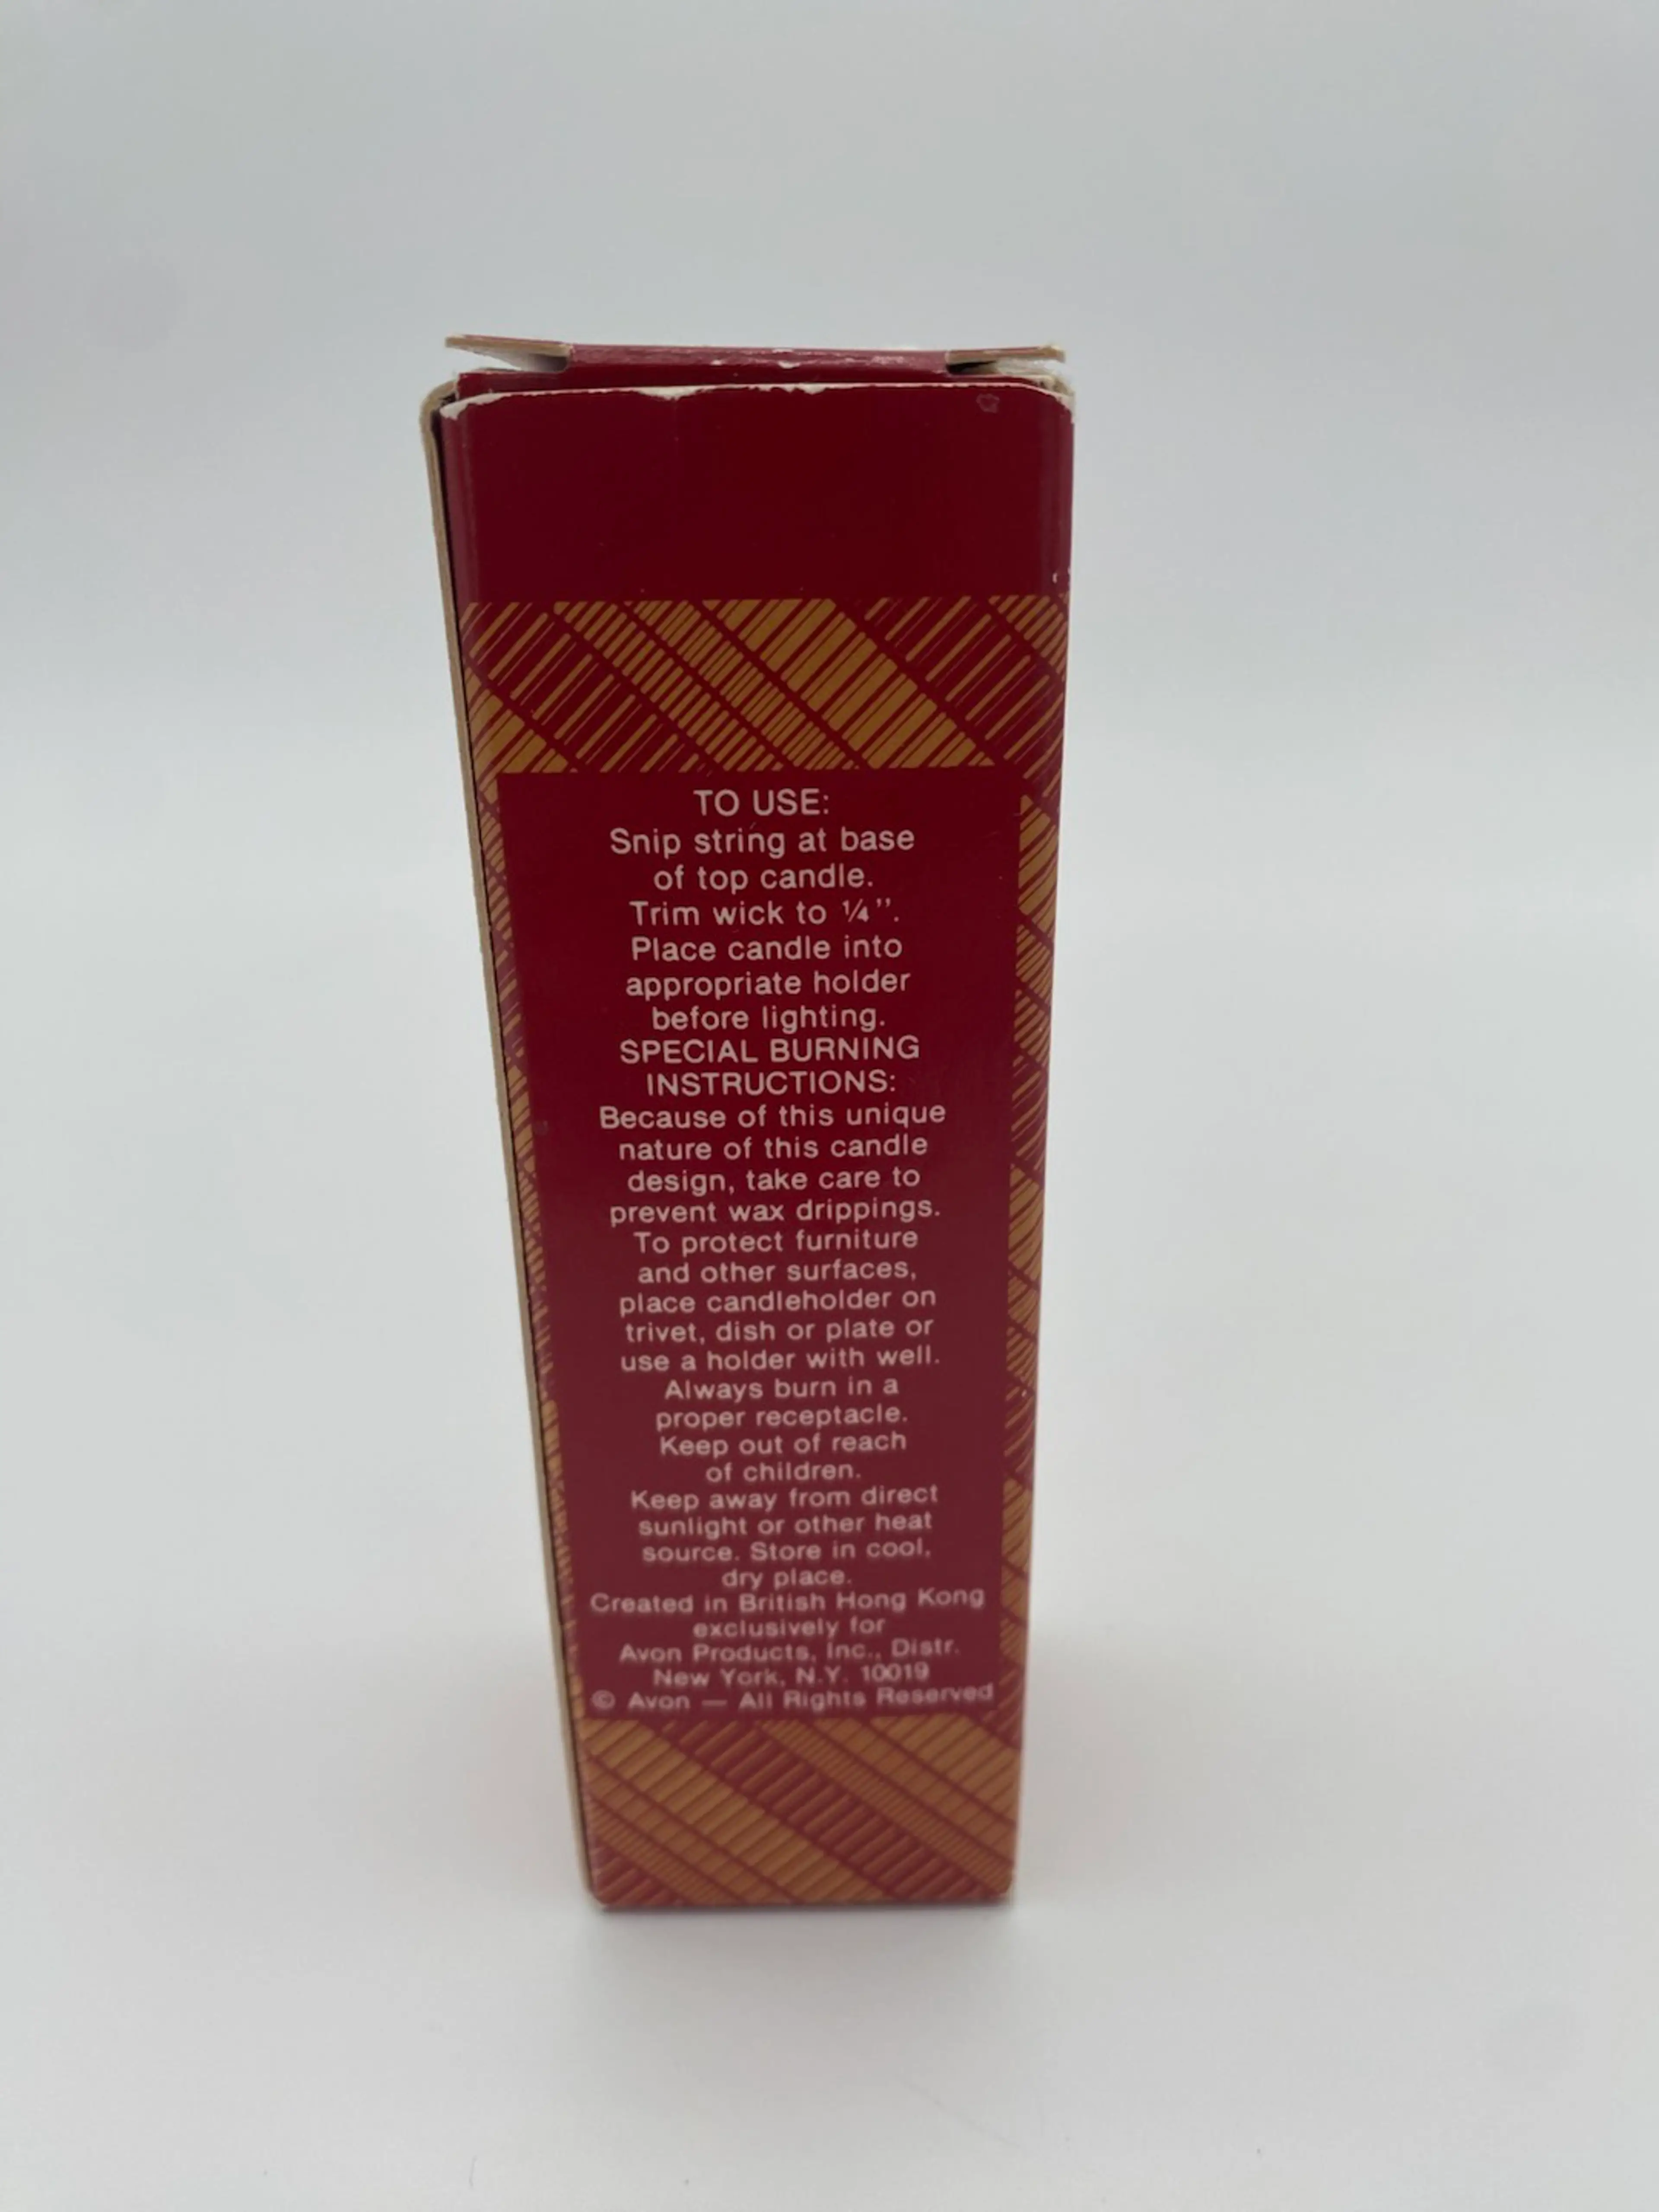 TO USE:
Snip string at base
of top candle.
Trim wick to ¼".
Place candle into
appropriate holder
before lighting.
SPECIAL BURNING
INSTRUCTIONS:
Because of this unique
nature of this candle
design, take care to
prevent wax drippings.
To protect furniture
and other surfaces,
place candleholder on
trivet, dish or plate or
use a holder with well.
Always burn in a
proper receptacle.
Keep out of reach
of children.
Keep away from direct
sunlight or other heat
source. Store in cool,
dry place.
Created in British Hong Kong
exclusively for
Avon Products, Inc., Distr.
New York, N.Y. 10019
© Avon — All Rights Reserved